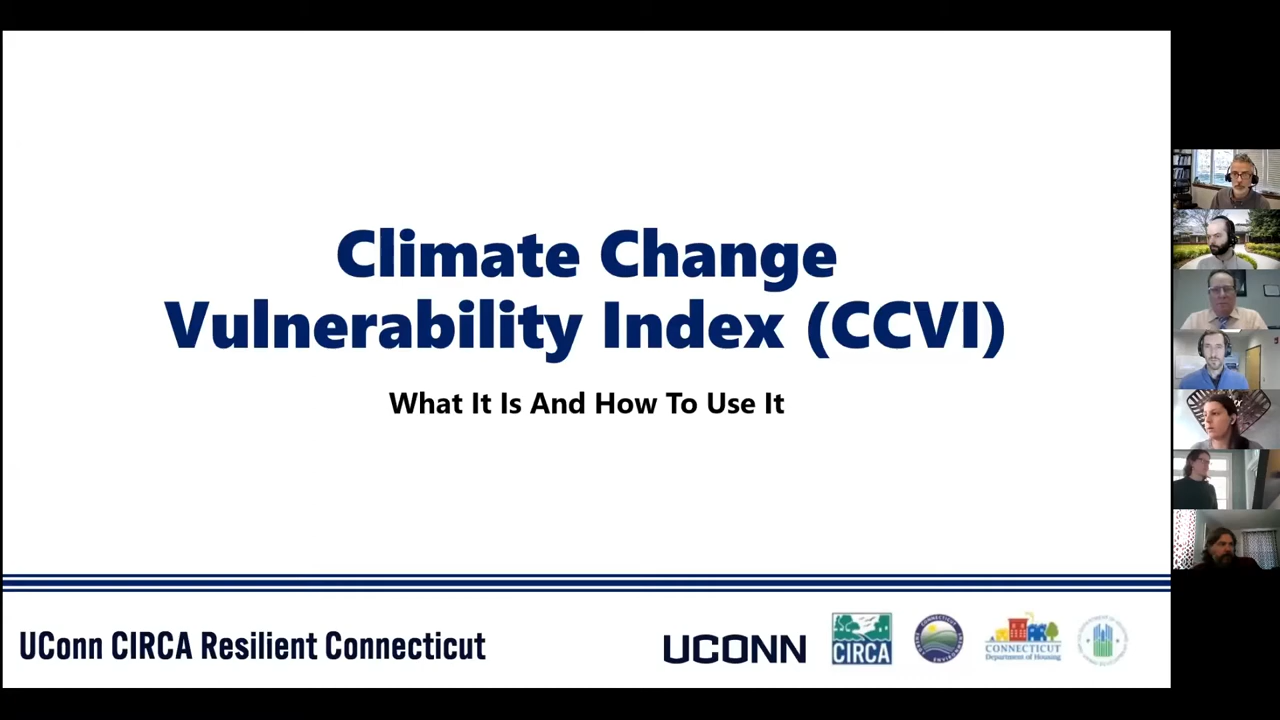 Climate Change
Vulnerability Index (CCVI)
What It Is And How To Use It
UConn CIRCA Resilient Connecticut
UCONN
CIRCA
CONNECTICUT
Department of Housing